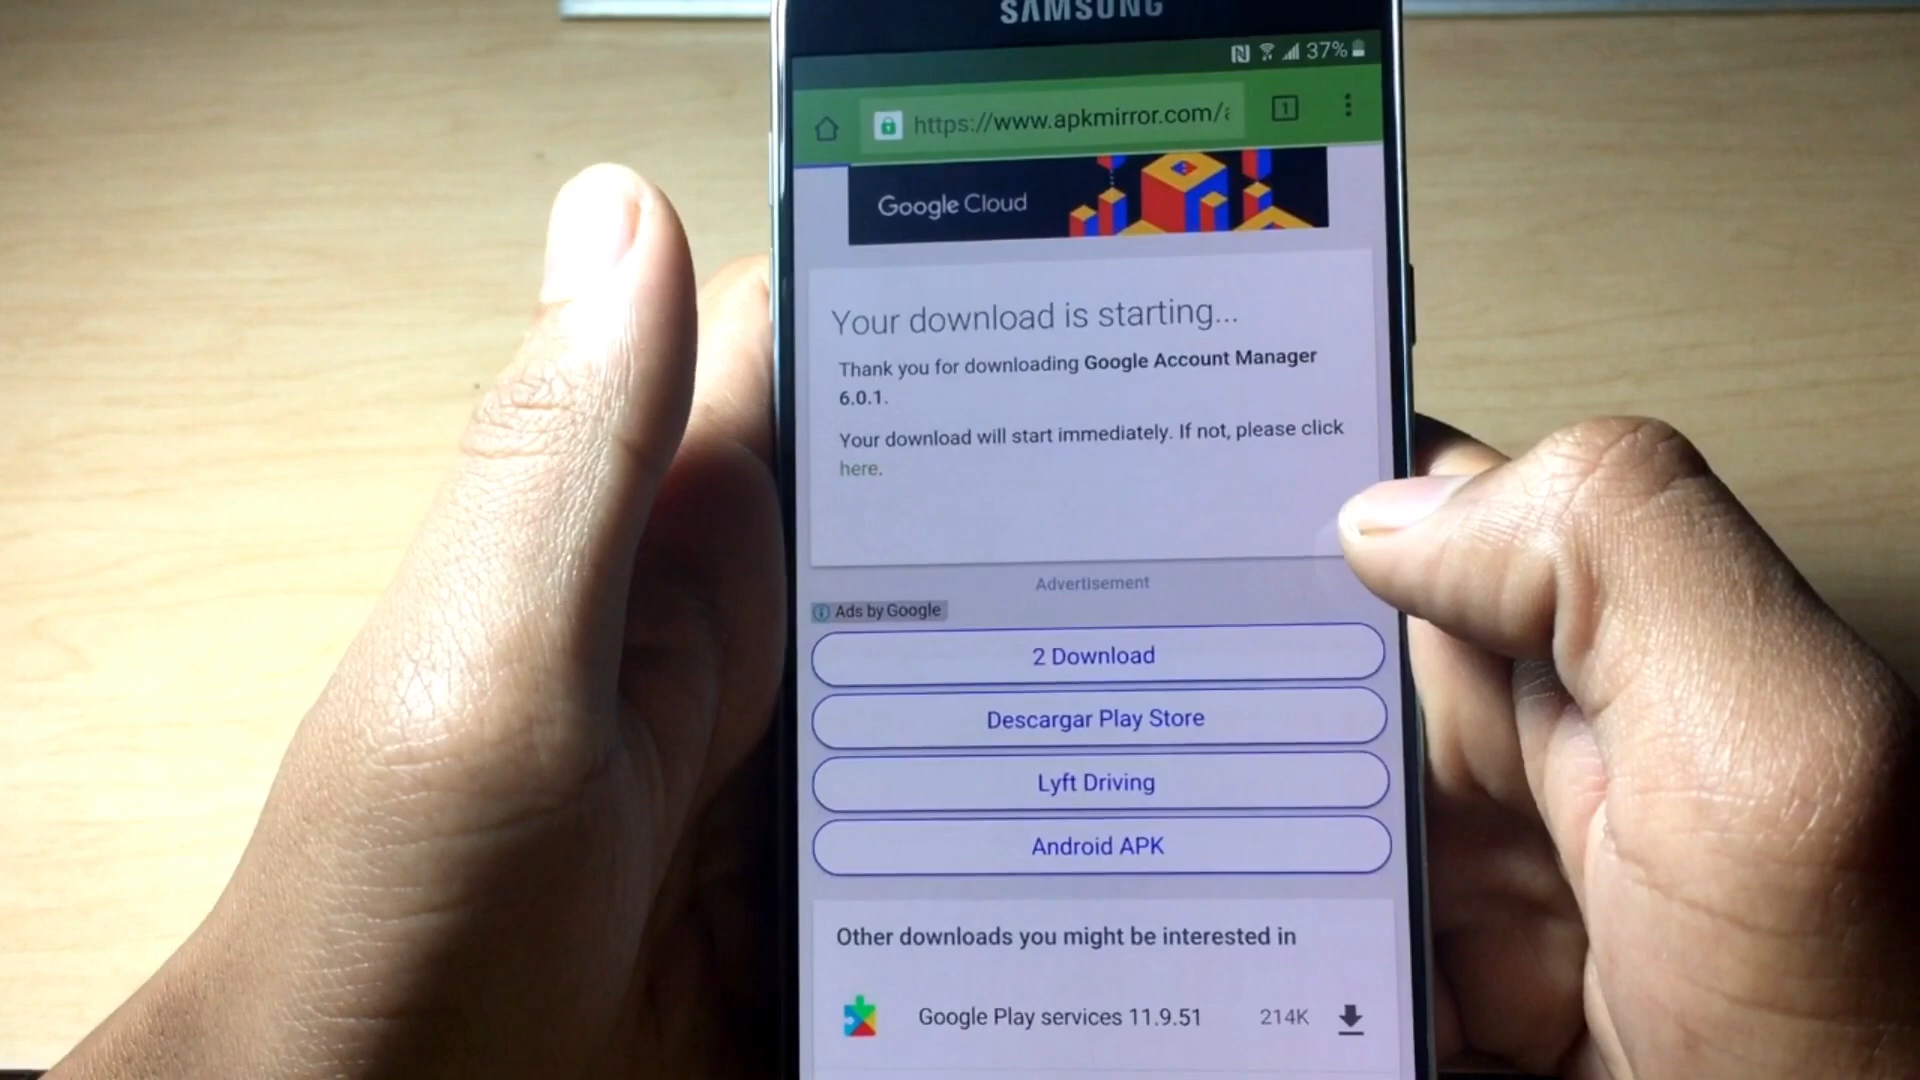 SAMSUNG
37%
https://www.apkmirror.com/a
1
Google Cloud
Your download is starting...
Thank you for downloading Google Account Manager
6.0.1.
Your download will start immediately. If not, please click
here.
Advertisement
Ads by Google
2 Download
Descargar Play Store
Lyft Driving
Android APK
Other downloads you might be interested in
Google Play services 11.9.51 214K